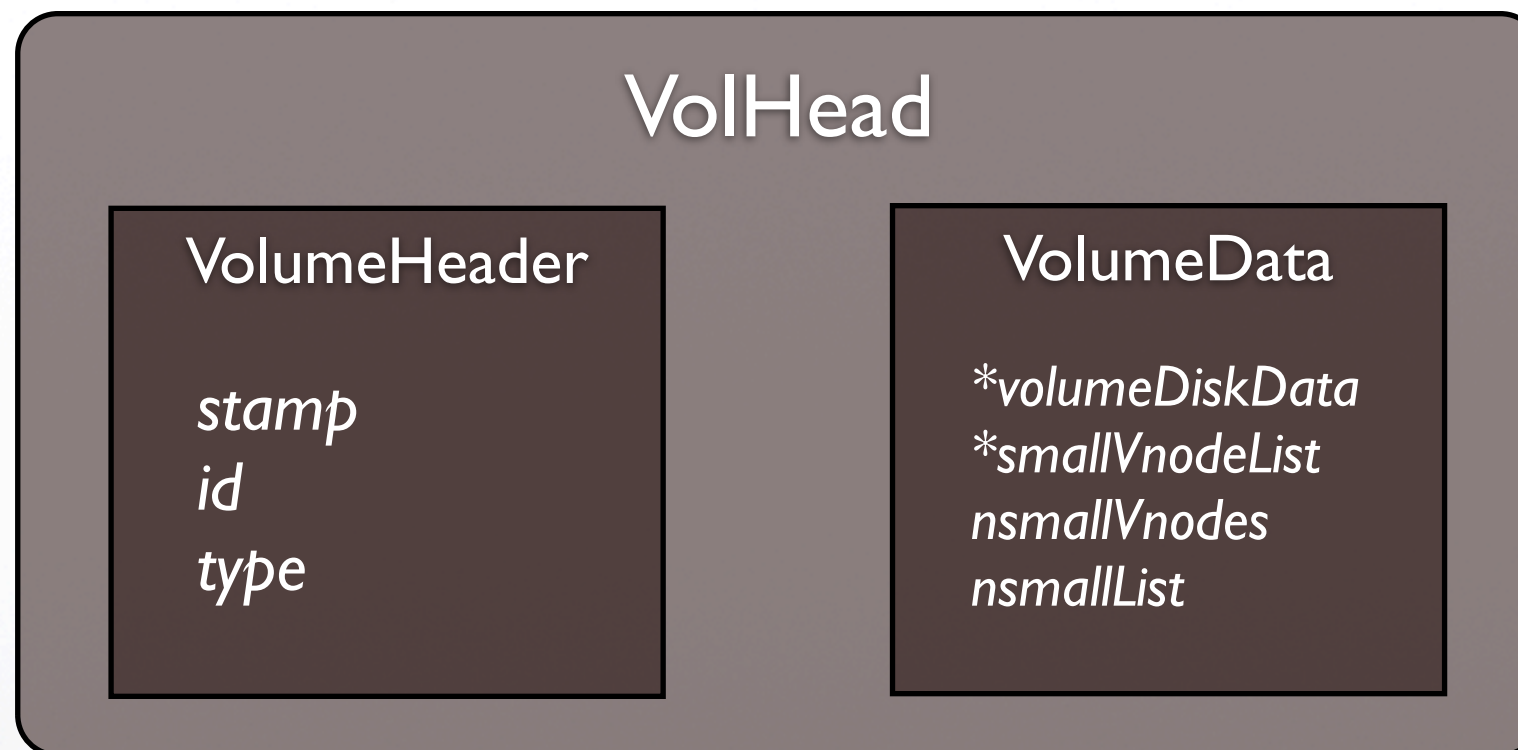 VolHead
VolumeHeader
stamp
id
type
VolumeData
*volumeDiskData
*smallVnodeList
nsmallVnodes
nsmallList